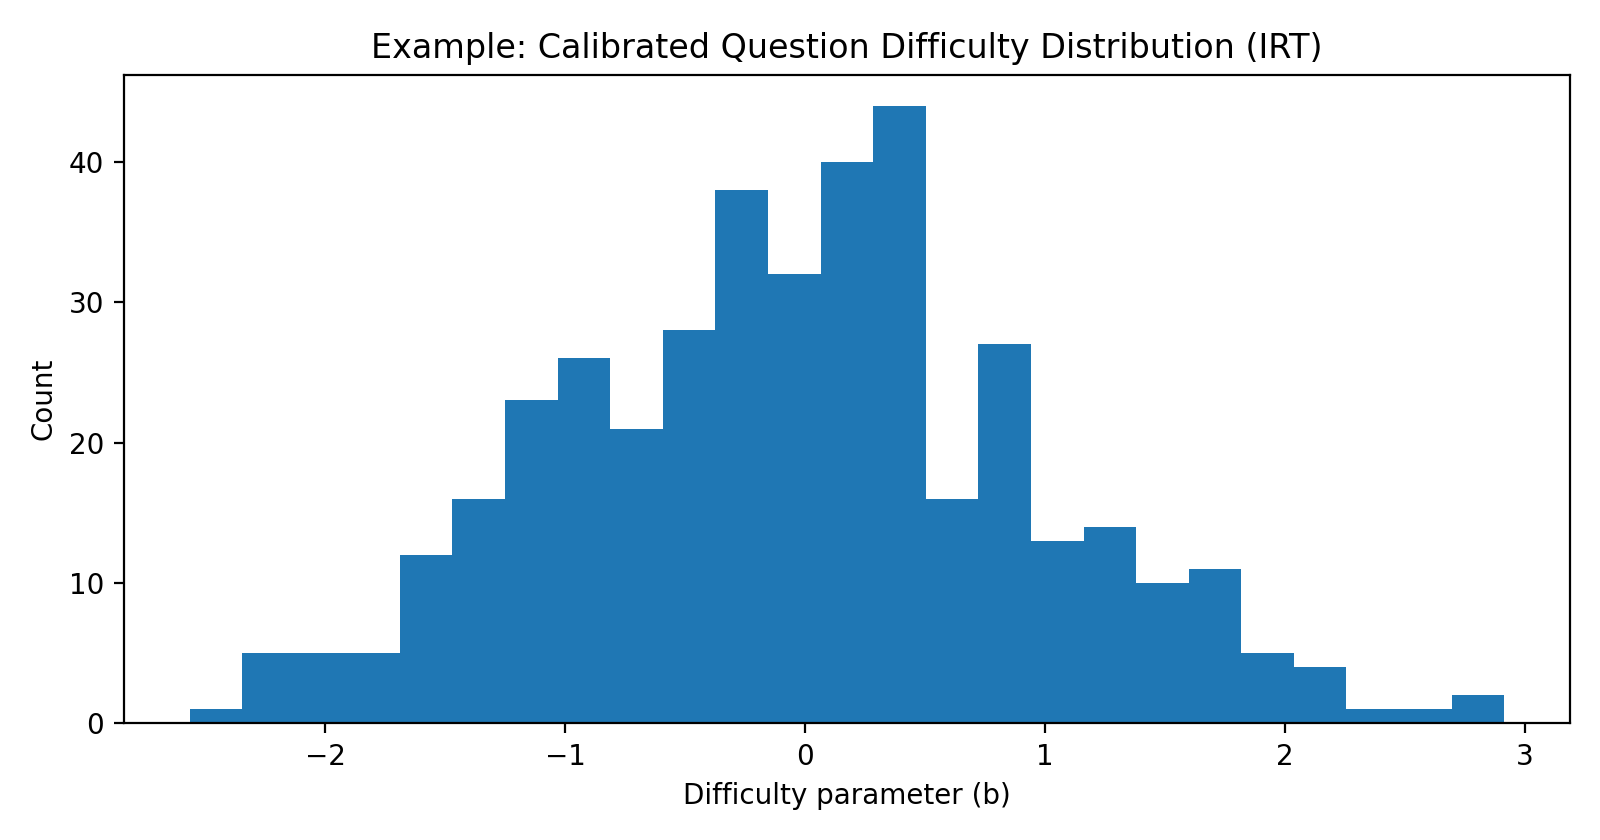 Example: Calibrated Question Difficulty Distribution (IRT)
Count
40
30
20
10
0
−2 −1 0 1 2 3
Difficulty parameter (b)